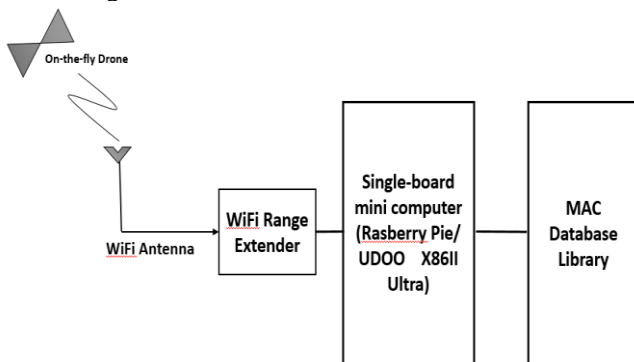 On-the-fly Drone
WiFi Antenna
WiFi Range
Extender
Single-board
mini computer
(Rasberry Pie/
UDOO X86II
Ultra)
MAC
Database
Library